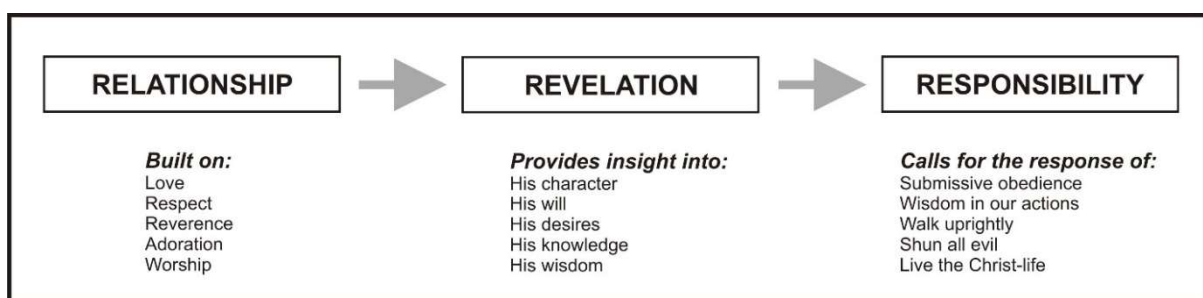 RELATIONSHIP
REVELATION
RESPONSIBILITY
Built on:
Love
Respect
Reverence
Adoration
Worship
Provides insight into:
His character
His will
His desires
His knowledge
His wisdom
Calls for the response of:
Submissive obedience
Wisdom in our actions
Walk uprightly
Shun all evil
Live the Christ-life